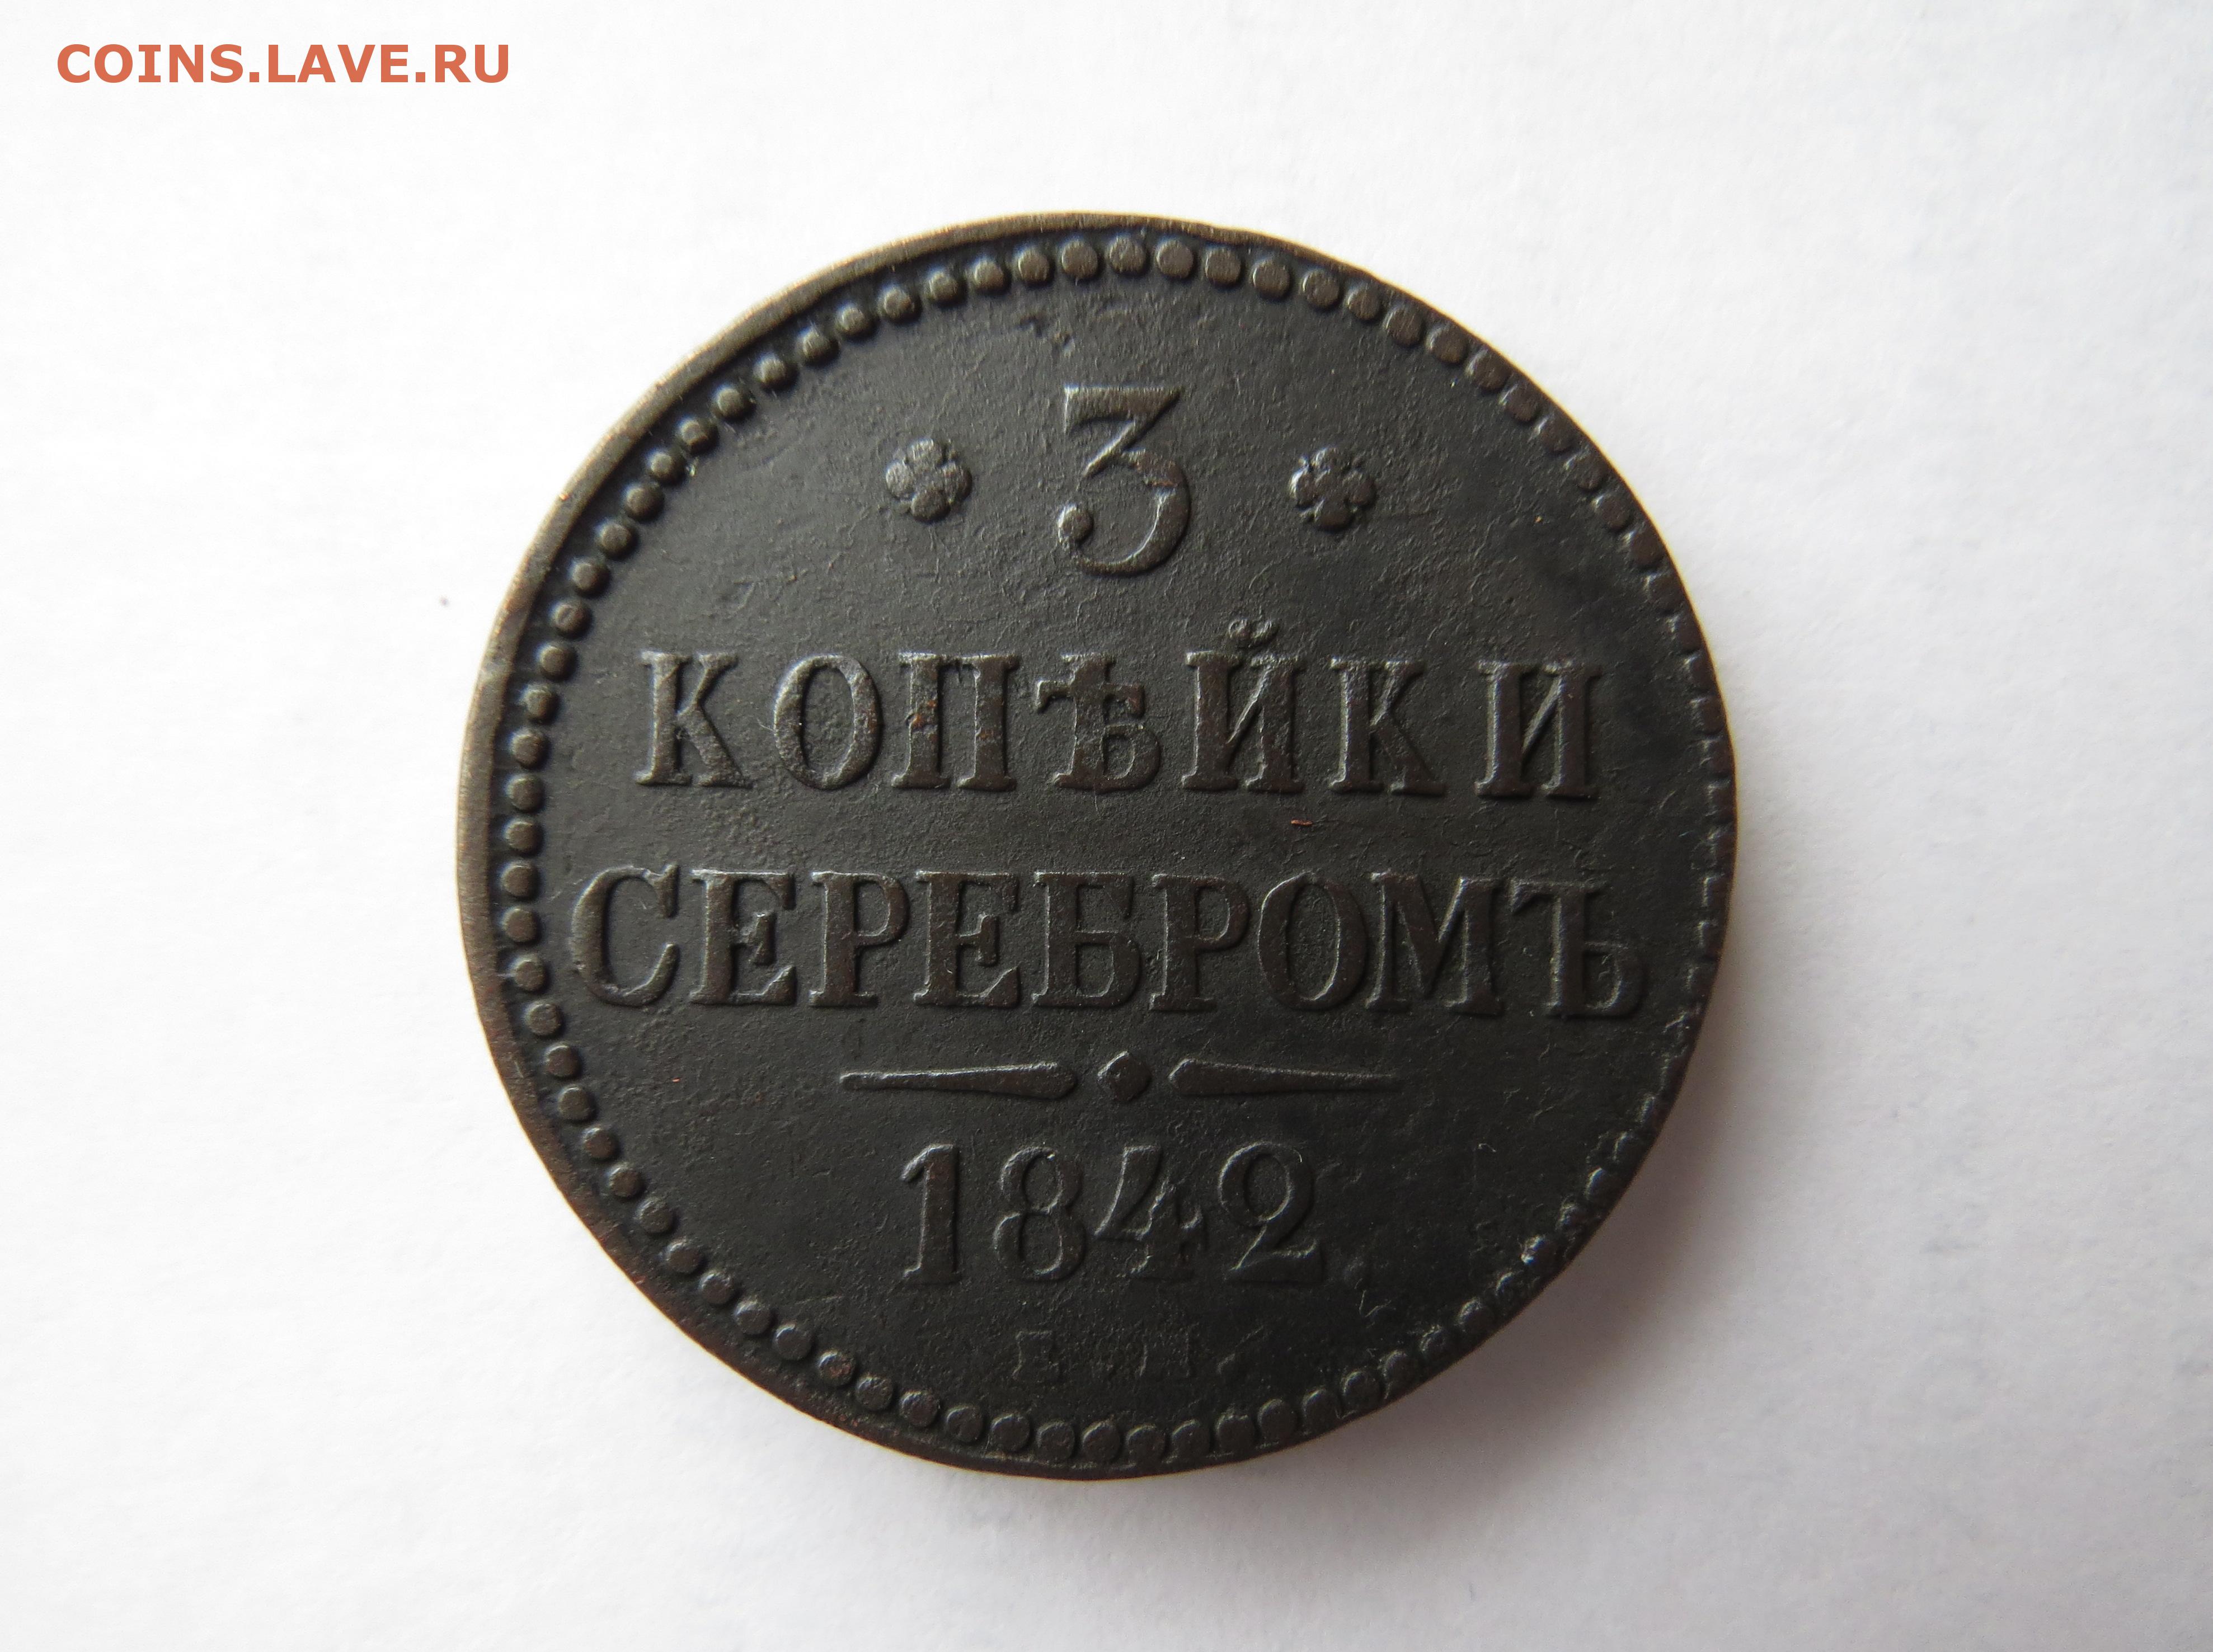 COINS.LAVE.RU
3
КОПѢЙКИ
СЕРЕБРОМЪ
1842